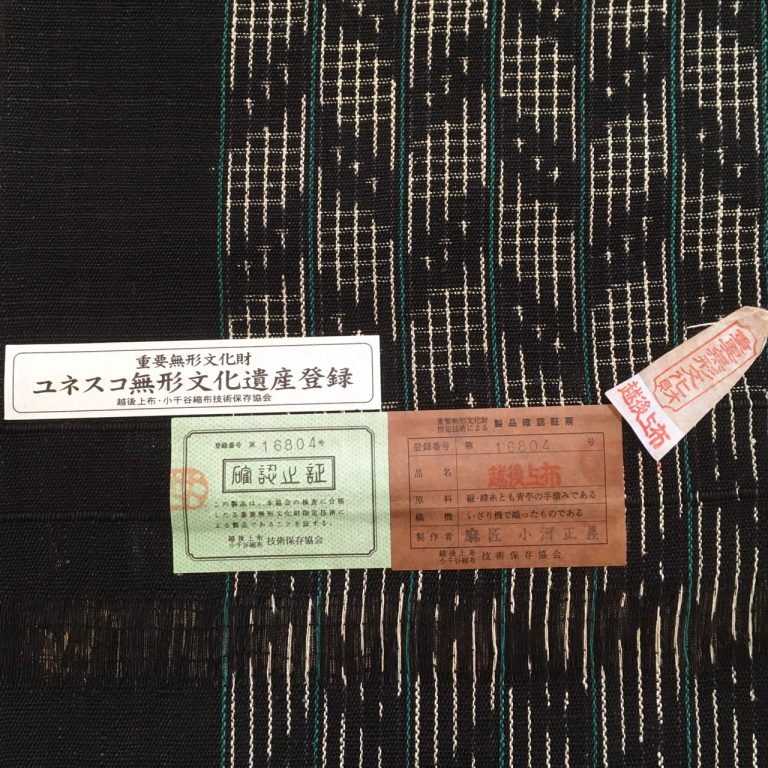 重要無形文化財
ユネスコ無形文化遺産登録
越後上布・小千谷縮布技術保存協会
登録番号 第 16804号
確認止証
この製品は、本協会の検査に合格
したる重要無形文化財指定技術に
よる製品であることを証する。
越後上布
小千谷縮布 技術保存協会
重要無形文化財
指定技術による 製品確認証票
登録番号 第 16804 号
品名 越後上布
原料 縦・緯糸とも青苧の手績みである
織機 いざり機で織ったものである
製作者 麻匠 小河正義
越後上布
小千谷縮布 技術保存協会
越後上布